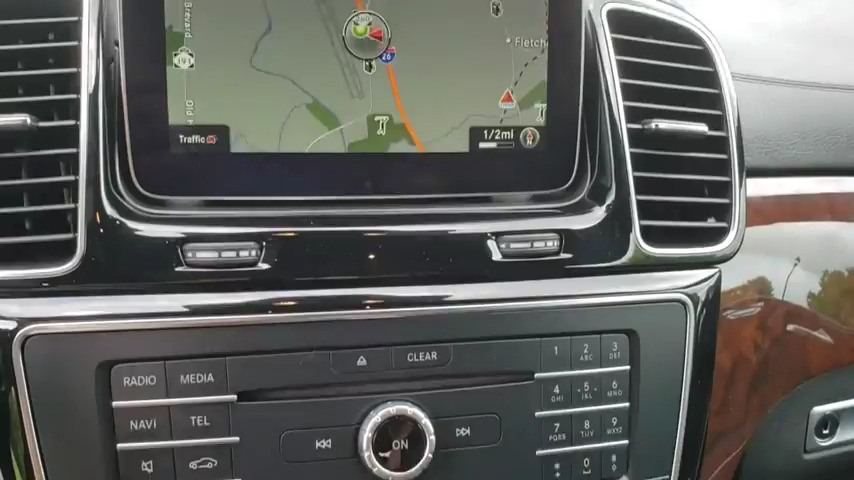 Brevard
Fletch
26
Old
Traffic
1/2mi
N
RADIO
MEDIA
CLEAR
1
2 ABC
3 DEF
NAVI
TEL
4 GHI
5 JKL
6 MNO
ON
7 PQRS
8 TUV
9 WXYZ
*
0
#